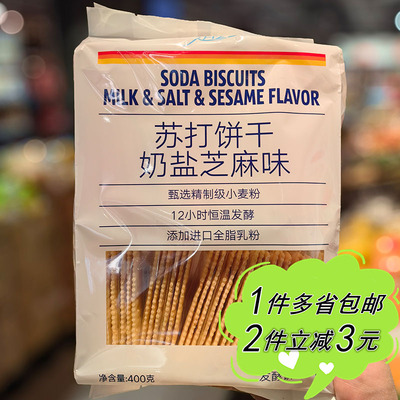 SODA BISCUITS
MILK & SALT & SESAME FLAVOR
苏打饼干
奶盐芝麻味
甄选精制级小麦粉
12小时恒温发酵
添加进口全脂乳粉
1件多省包邮
2件立减3元
净含量:400克